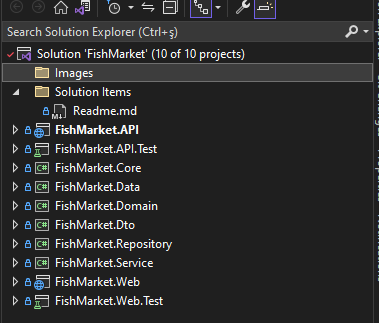 Search Solution Explorer (Ctrl+ş)
Solution 'FishMarket' (10 of 10 projects)
Images
Solution Items
Readme.md
FishMarket.API
FishMarket.API.Test
FishMarket.Core
FishMarket.Data
FishMarket.Domain
FishMarket.Dto
FishMarket.Repository
FishMarket.Service
FishMarket.Web
FishMarket.Web.Test